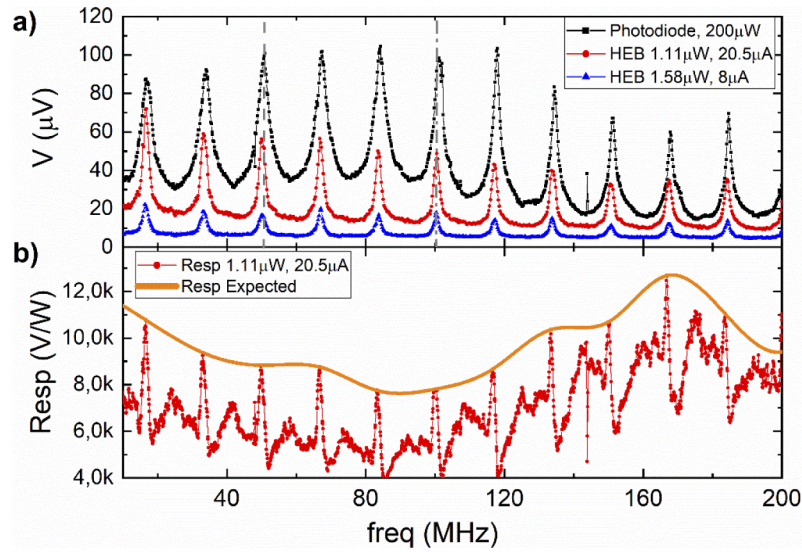 a)
120
100
80
60
40
20
0
V (µV)
Photodiode, 200µW
HEB 1.11µW, 20.5µA
HEB 1.58µW, 8µA
b)
12,0k
10,0k
8,0k
6,0k
4,0k
Resp (V/W)
Resp 1.11µW, 20.5µA
Resp Expected
40 80 120 160 200
freq (MHz)